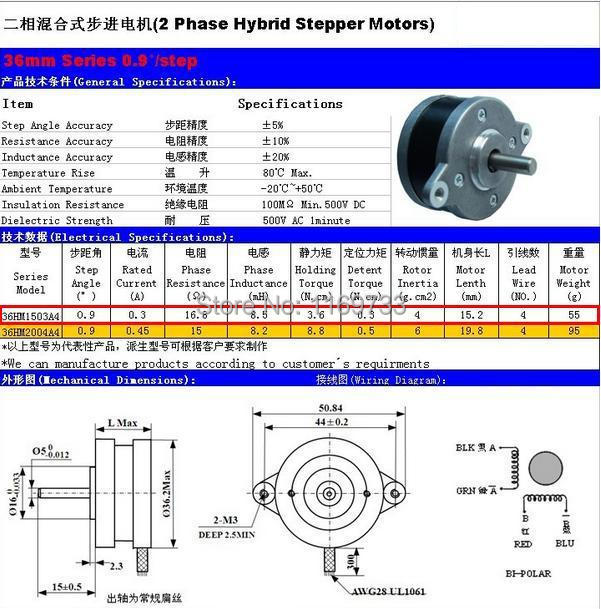 二相混合式步进电机(2 Phase Hybrid Stepper Motors)
36mm Series 0.9°/step
产品技术条件(General Specifications):
Item Specifications
Step Angle Accuracy 步距精度 ±5%
Resistance Accuracy 电阻精度 ±10%
Inductance Accuracy 电感精度 ±20%
Temperature Rise 温 升 80℃ Max.
Ambient Temperature 环境温度 -20℃~+50℃
Insulation Resistance 绝缘电阻 100MΩ Min.500V DC
Dielectric Strength 耐 压 500V AC 1minute
技术数据(Electrical Specifications):
型号 步距角 电流 电阻 电感 静力矩 定位力矩 转动惯量 机身长L 引线数 重量
Series Step Rated Phase Phase Holding Detent Rotor Motor Lead Motor
Model Angle Current Resistance Inductance Torque Torque Inertia Length Wire Weight
(°) (A) (Ω) (mH) (N.cm) (N.cm) (g.cm2) (mm) (NO.) (g)
36HM1503A4 0.9 0.3 16.8 8.5 3.6 0.3 4 15.2 4 55
Store No: 1169733
36HM2004A4 0.9 0.45 15 8.2 8.8 0.5 6 19.8 4 95
*以上型号为代表性产品，派生型号可根据客户要求制作
*We can manufacture products according to customer´s requirments
外形图(Mechanical Dimensions): 接线图(Wiring Diagram):
L Max
Ø5 0 -0.012
Ø16 0 -0.033
Ø36.2Max
2.3
15±0.5
出轴为常规扁丝
50.84
44±0.2
2-M3
DEEP 2.5MIN
300
AWG28 UL1061
BLK 黑 A
GRN 绿 A
B B
红 蓝
RED BLU
BI-POLAR